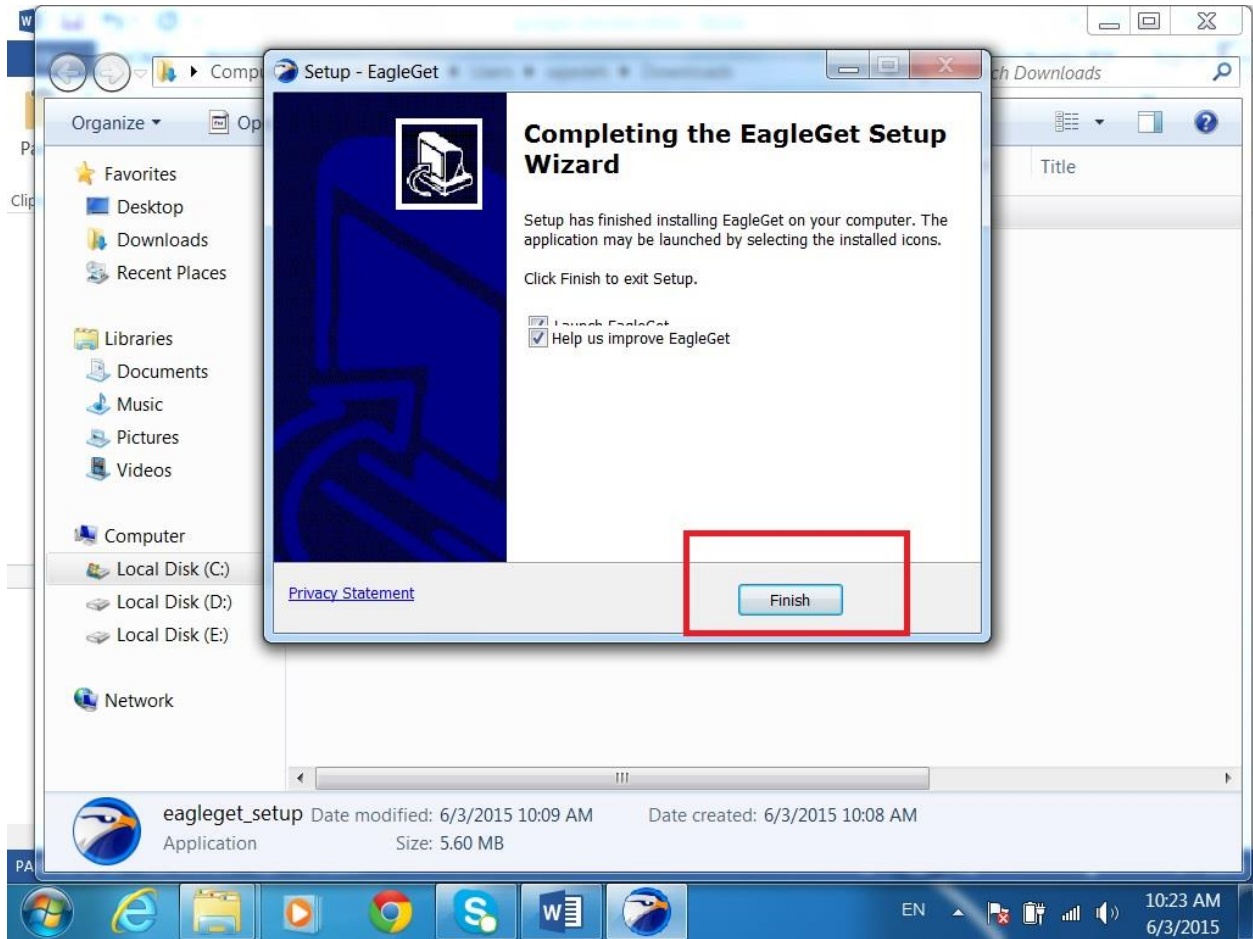 Comp
Setup - EagleGet
ch Downloads
Organize
Op
Title
Favorites
Desktop
Downloads
Recent Places
Libraries
Documents
Music
Pictures
Videos
Computer
Local Disk (C:)
Local Disk (D:)
Local Disk (E:)
Network
Completing the EagleGet Setup
Wizard
Setup has finished installing EagleGet on your computer. The
application may be launched by selecting the installed icons.
Click Finish to exit Setup.
Launch EagleGet
Help us improve EagleGet
Privacy Statement
Finish
eagleget_setup Date modified: 6/3/2015 10:09 AM Date created: 6/3/2015 10:08 AM
Application Size: 5.60 MB
PA
EN
10:23 AM
6/3/2015